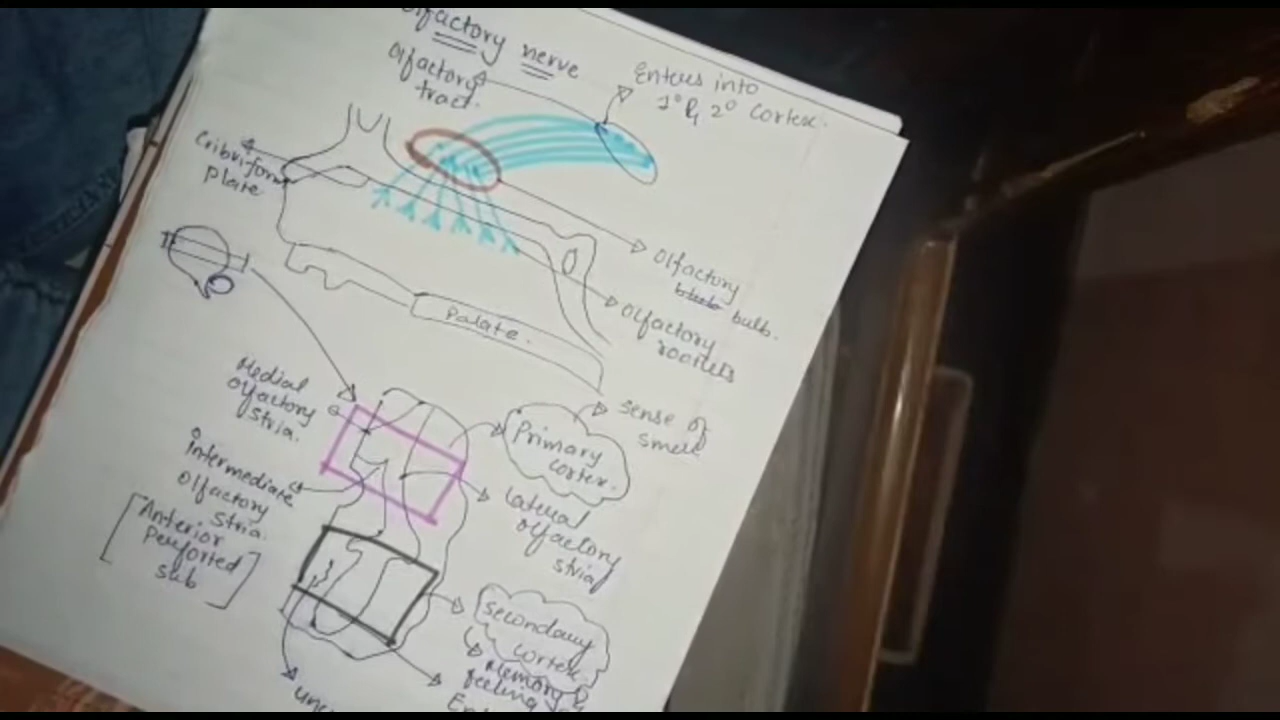 Olfactory nerve
Olfactory
tract.
Enters into
1° & 2° cortex.
Cribriform
plate
Olfactory
bulb.
Olfactory
rootlets
Palate.
Medial
olfactory
stria.
sense of
smell
Primary
cortex.
intermediate
olfactory
stria.
[Anterior
perforted
sub]
lateral
olfactory
stria
Secondary
cortex.
Memory &
feeling